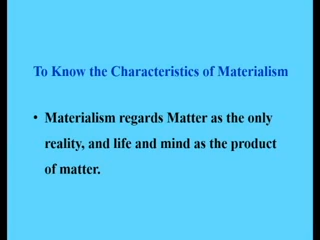 To Know the Characteristics of Materialism
• Materialism regards Matter as the only
reality, and life and mind as the product
of matter.